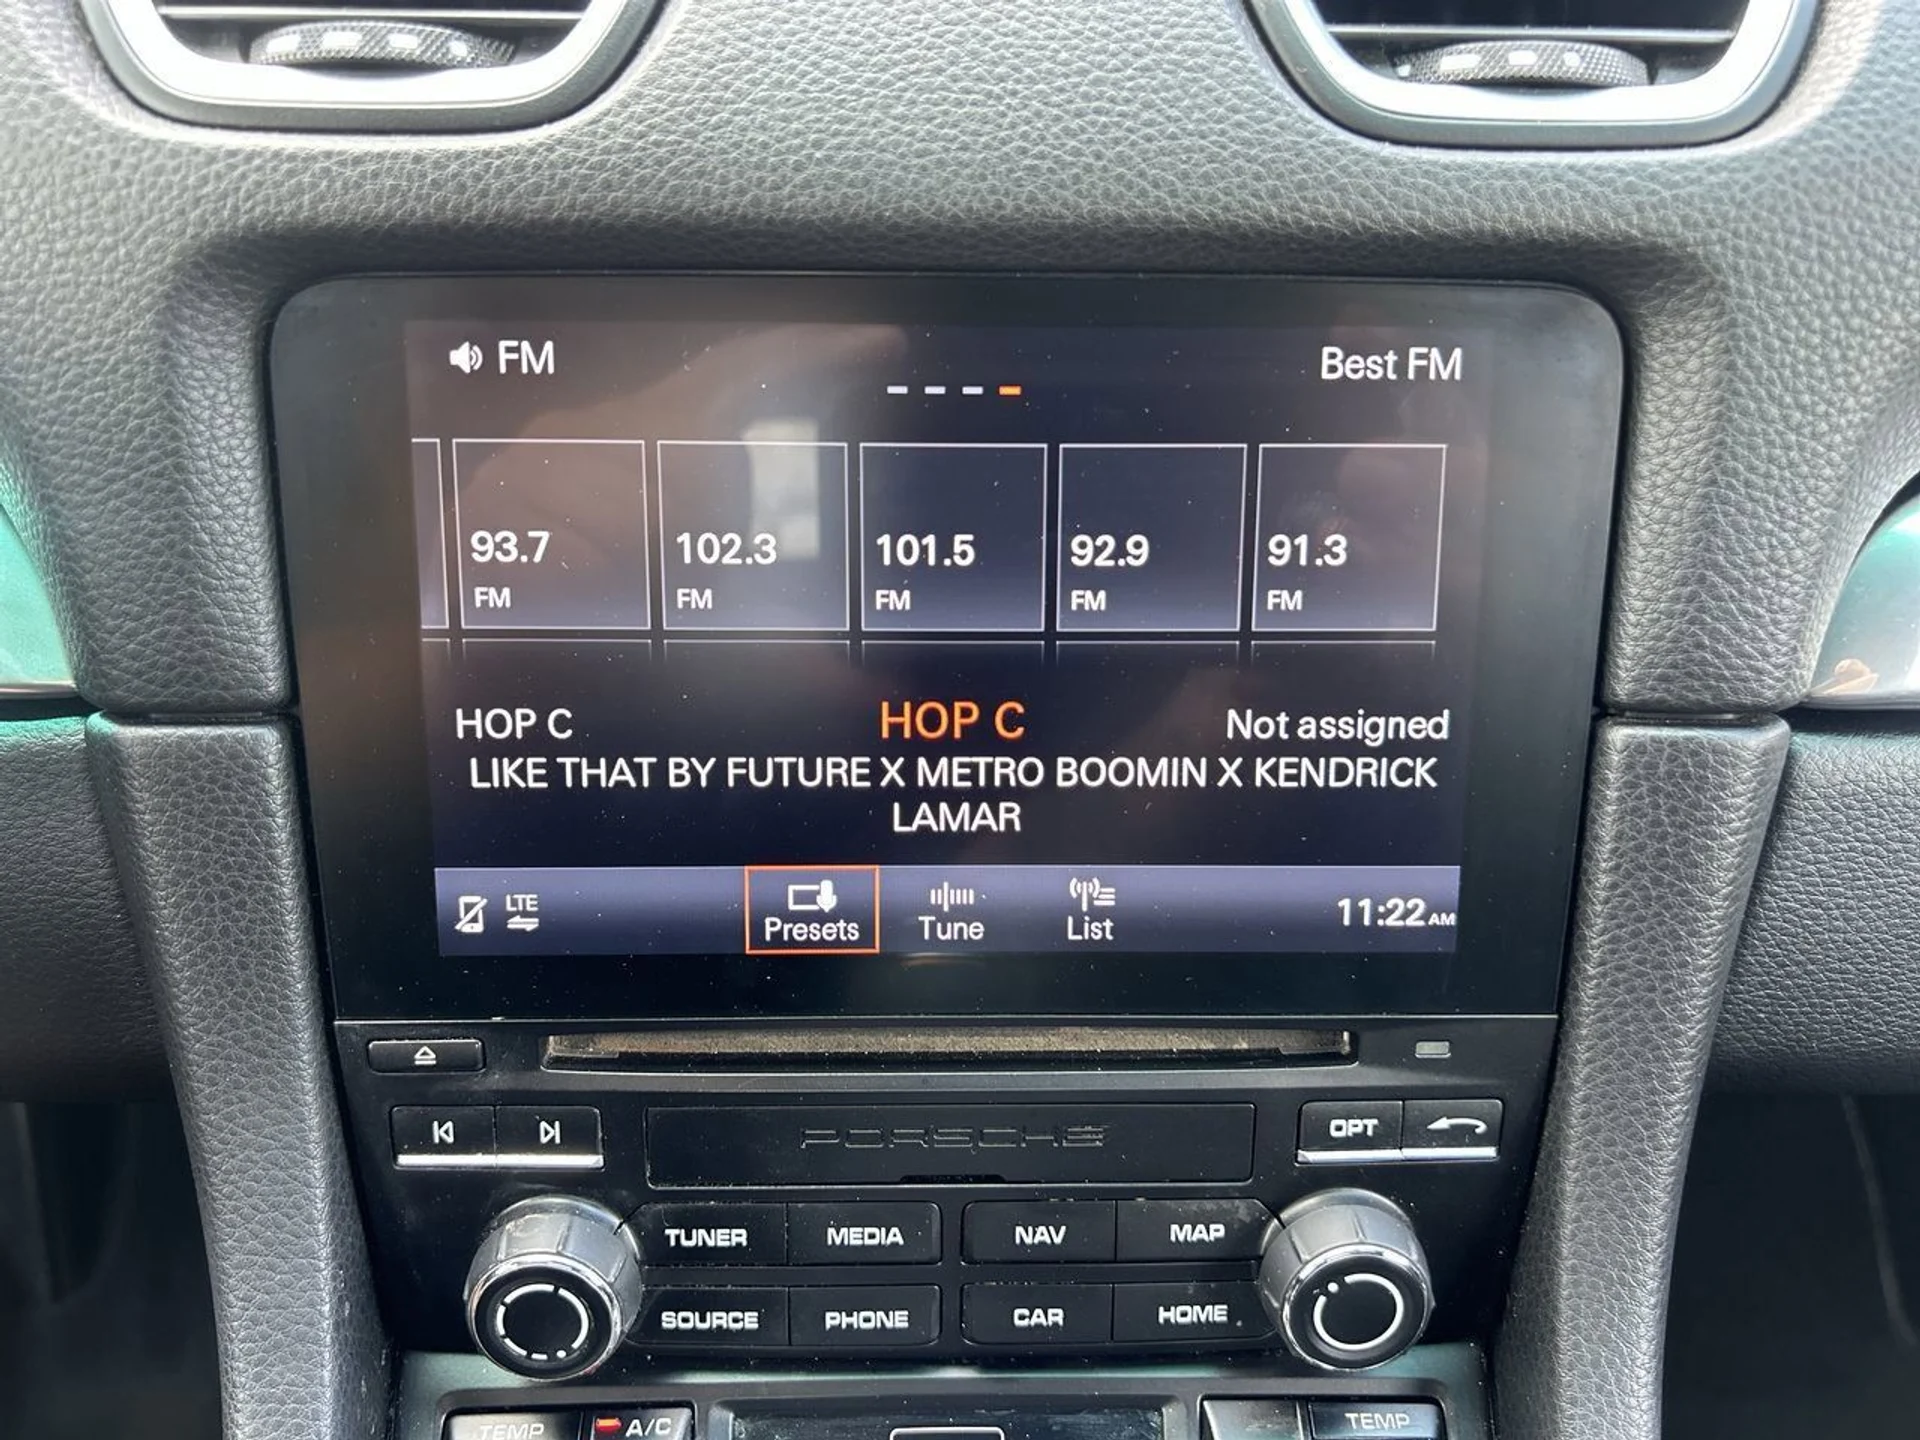 FM
Best FM
93.7 102.3 101.5 92.9 91.3
FM FM FM FM FM
HOP C HOP C Not assigned
LIKE THAT BY FUTURE X METRO BOOMIN X KENDRICK
LAMAR
LTE
Presets Tune List 11:22 AM
PORSCHE
OPT
TUNER MEDIA NAV MAP
SOURCE PHONE CAR HOME
TEMP A/C TEMP